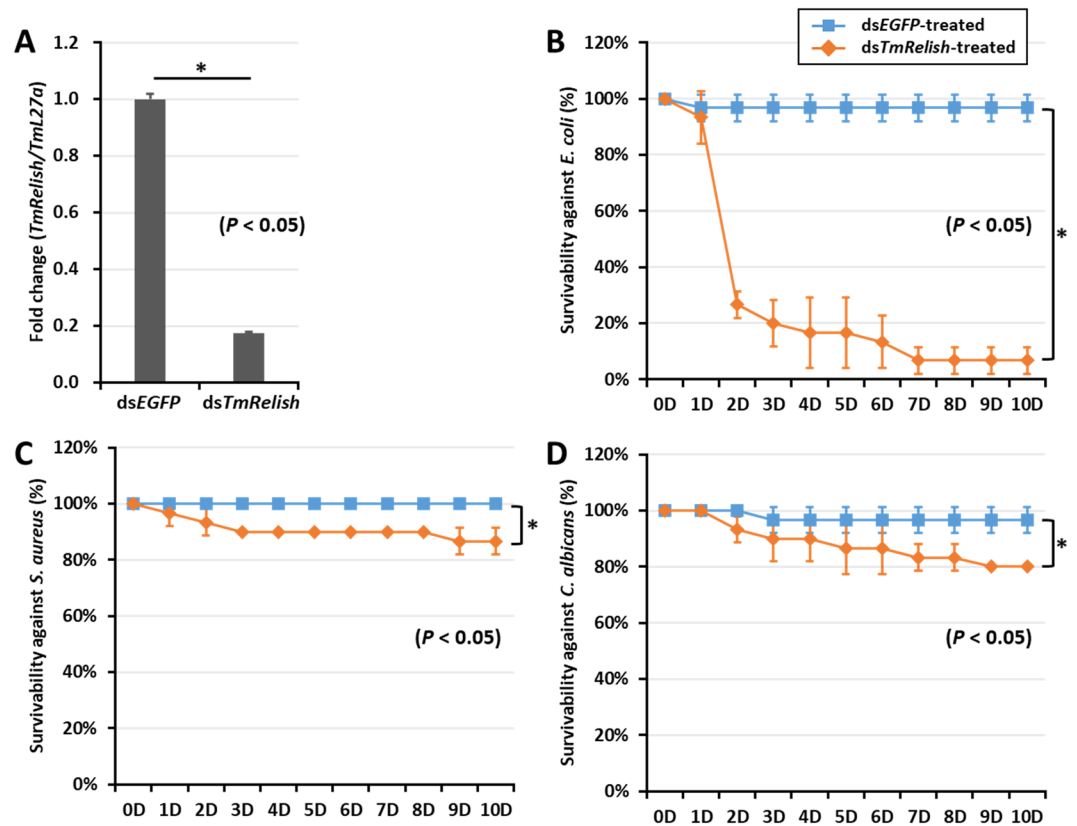 A
Fold change (TmRelish/TmL27a)
1.2
1.0
0.8
0.6
0.4
0.2
0.0
*
(P < 0.05)
dsEGFP dsTmRelish
B
dsEGFP-treated
dsTmRelish-treated
Survivability against E. coli (%)
120%
100%
80%
60%
40%
20%
0%
(P < 0.05)
*
0D 1D 2D 3D 4D 5D 6D 7D 8D 9D 10D
C
Survivability against S. aureus (%)
120%
100%
80%
60%
40%
20%
0%
*
(P < 0.05)
0D 1D 2D 3D 4D 5D 6D 7D 8D 9D 10D
D
Survivability against C. albicans (%)
120%
100%
80%
60%
40%
20%
0%
*
(P < 0.05)
0D 1D 2D 3D 4D 5D 6D 7D 8D 9D 10D